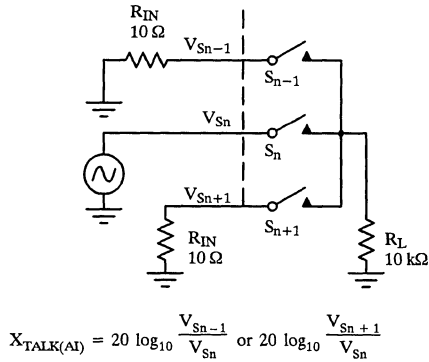 R_IN
10 Ω
V_Sn−1
S_n−1
V_Sn
S_n
V_Sn+1
S_n+1
R_IN
10 Ω
R_L
10 kΩ
X_TALK(AI) = 20 log₁₀ V_Sn−1 / V_Sn or 20 log₁₀ V_Sn+1 / V_Sn